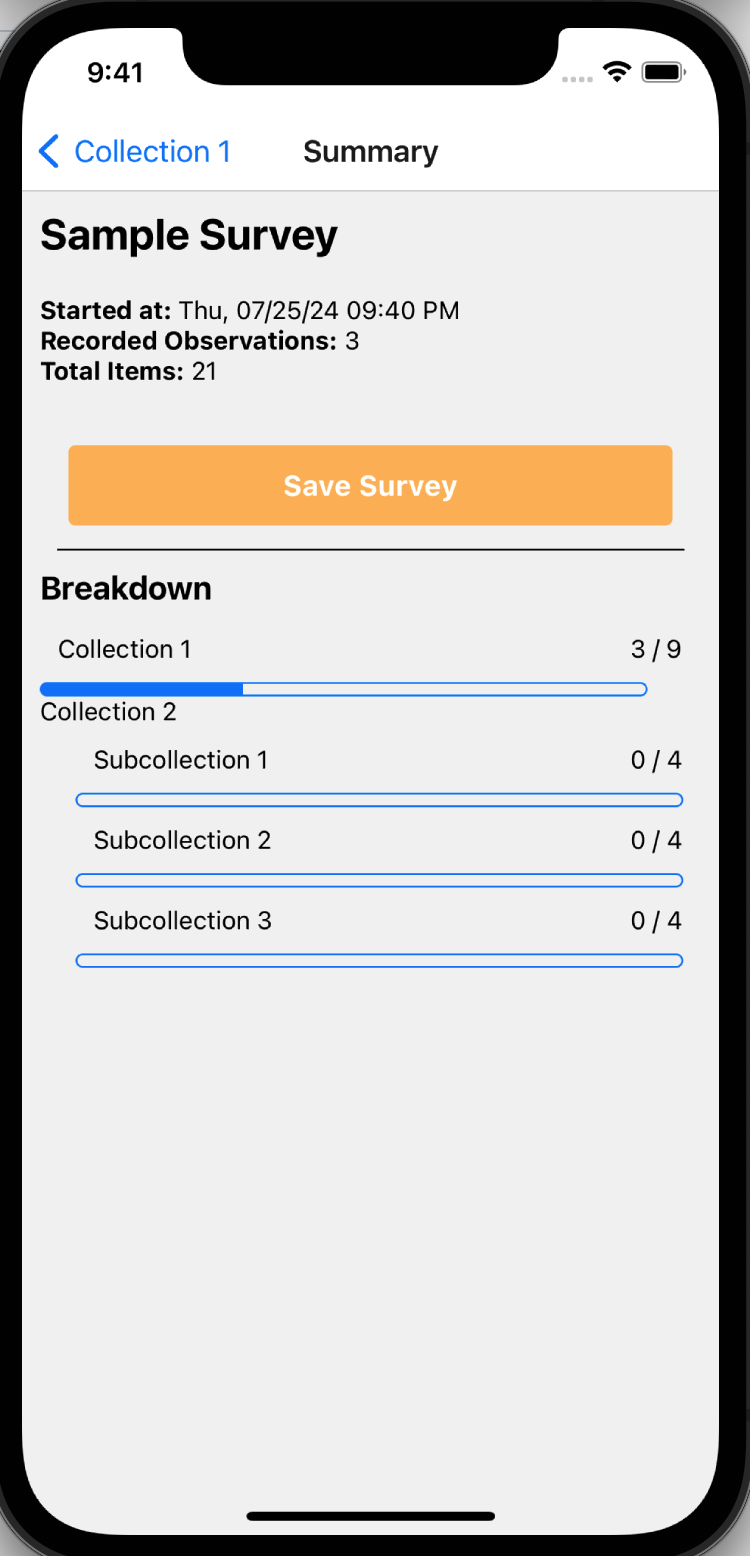 9:41
Collection 1 Summary
Sample Survey
Started at: Thu, 07/25/24 09:40 PM
Recorded Observations: 3
Total Items: 21
Save Survey
Breakdown
Collection 1 3 / 9
Collection 2
Subcollection 1 0 / 4
Subcollection 2 0 / 4
Subcollection 3 0 / 4